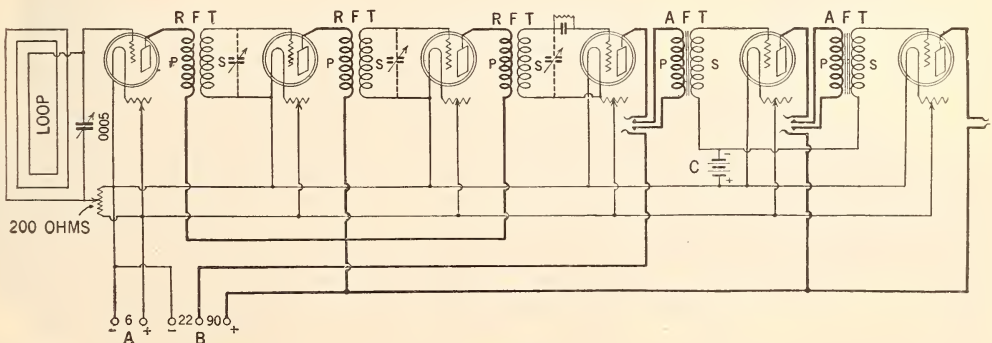 R F T
R F T
R F T
A F T
A F T
LOOP
0005
P S
P S
P S
P S
P S
C - +
200 OHMS
- 6 + - 22 90 +
A B